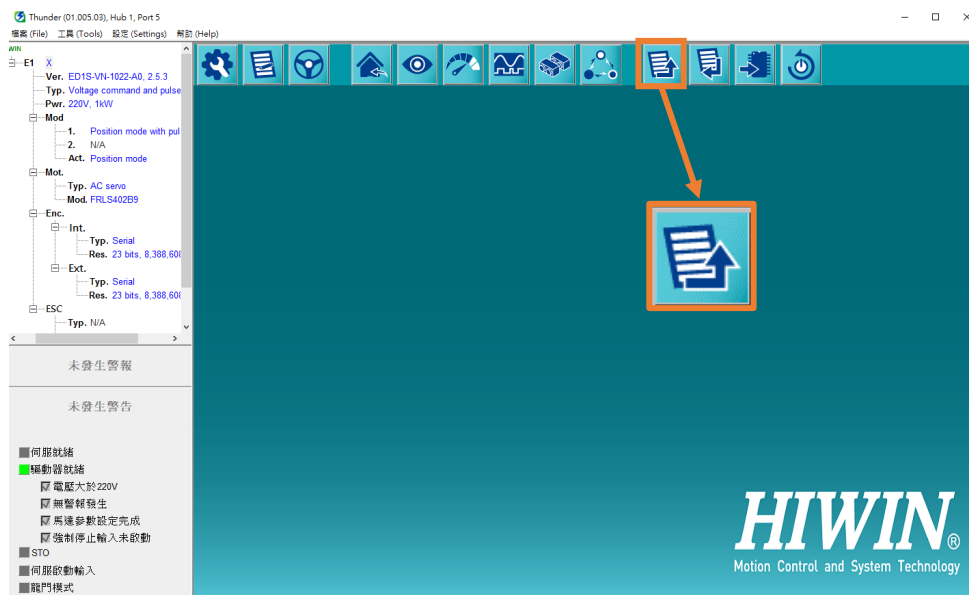 Thunder (01.005.03), Hub 1, Port 5
檔案 (File) 工具 (Tools) 設定 (Settings) 幫助 (Help)
WIN
E1 X
Ver. ED1S-VN-1022-A0, 2.5.3
Typ. Voltage command and pulse
Pwr. 220V, 1kW
Mod
1. Position mode with pul
2. N/A
Act. Position mode
Mot.
Typ. AC servo
Mod. FRLS402B9
Enc.
Int.
Typ. Serial
Res. 23 bits, 8,388,608
Ext.
Typ. Serial
Res. 23 bits, 8,388,608
ESC
Typ. N/A
未發生警報
未發生警告
伺服就緒
驅動器就緒
電壓大於220V
無警報發生
馬達參數設定完成
強制停止輸入未啟動
STO
伺服啟動輸入
龍門模式
HIWIN®
Motion Control and System Technology